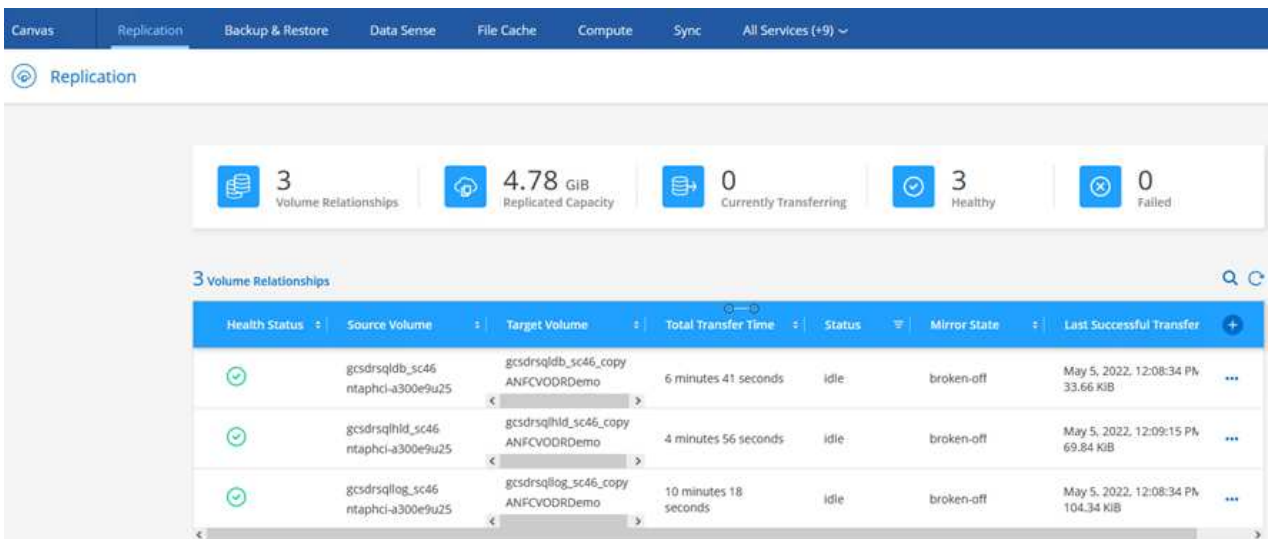 Canvas Replication Backup & Restore Data Sense File Cache Compute Sync All Services (+9)
Replication
3 4.78 GiB 0 3 0
Volume Relationships Replicated Capacity Currently Transferring Healthy Failed
3 Volume Relationships
Health Status Source Volume Target Volume Total Transfer Time Status Mirror State Last Successful Transfer
gcsdrsqldb_sc46 gcsdrsqldb_sc46_copy 6 minutes 41 seconds idle broken-off May 5, 2022, 12:08:34 PM
ntaphci-a300e9u25 ANFCVODRDemo 33.66 KiB
gcsdrsqlhld_sc46 gcsdrsqlhld_sc46_copy 4 minutes 56 seconds idle broken-off May 5, 2022, 12:09:15 PM
ntaphci-a300e9u25 ANFCVODRDemo 69.84 KiB
gcsdrsqllog_sc46 gcsdrsqllog_sc46_copy 10 minutes 18 idle broken-off May 5, 2022, 12:08:34 PM
ntaphci-a300e9u25 ANFCVODRDemo seconds 104.34 KiB